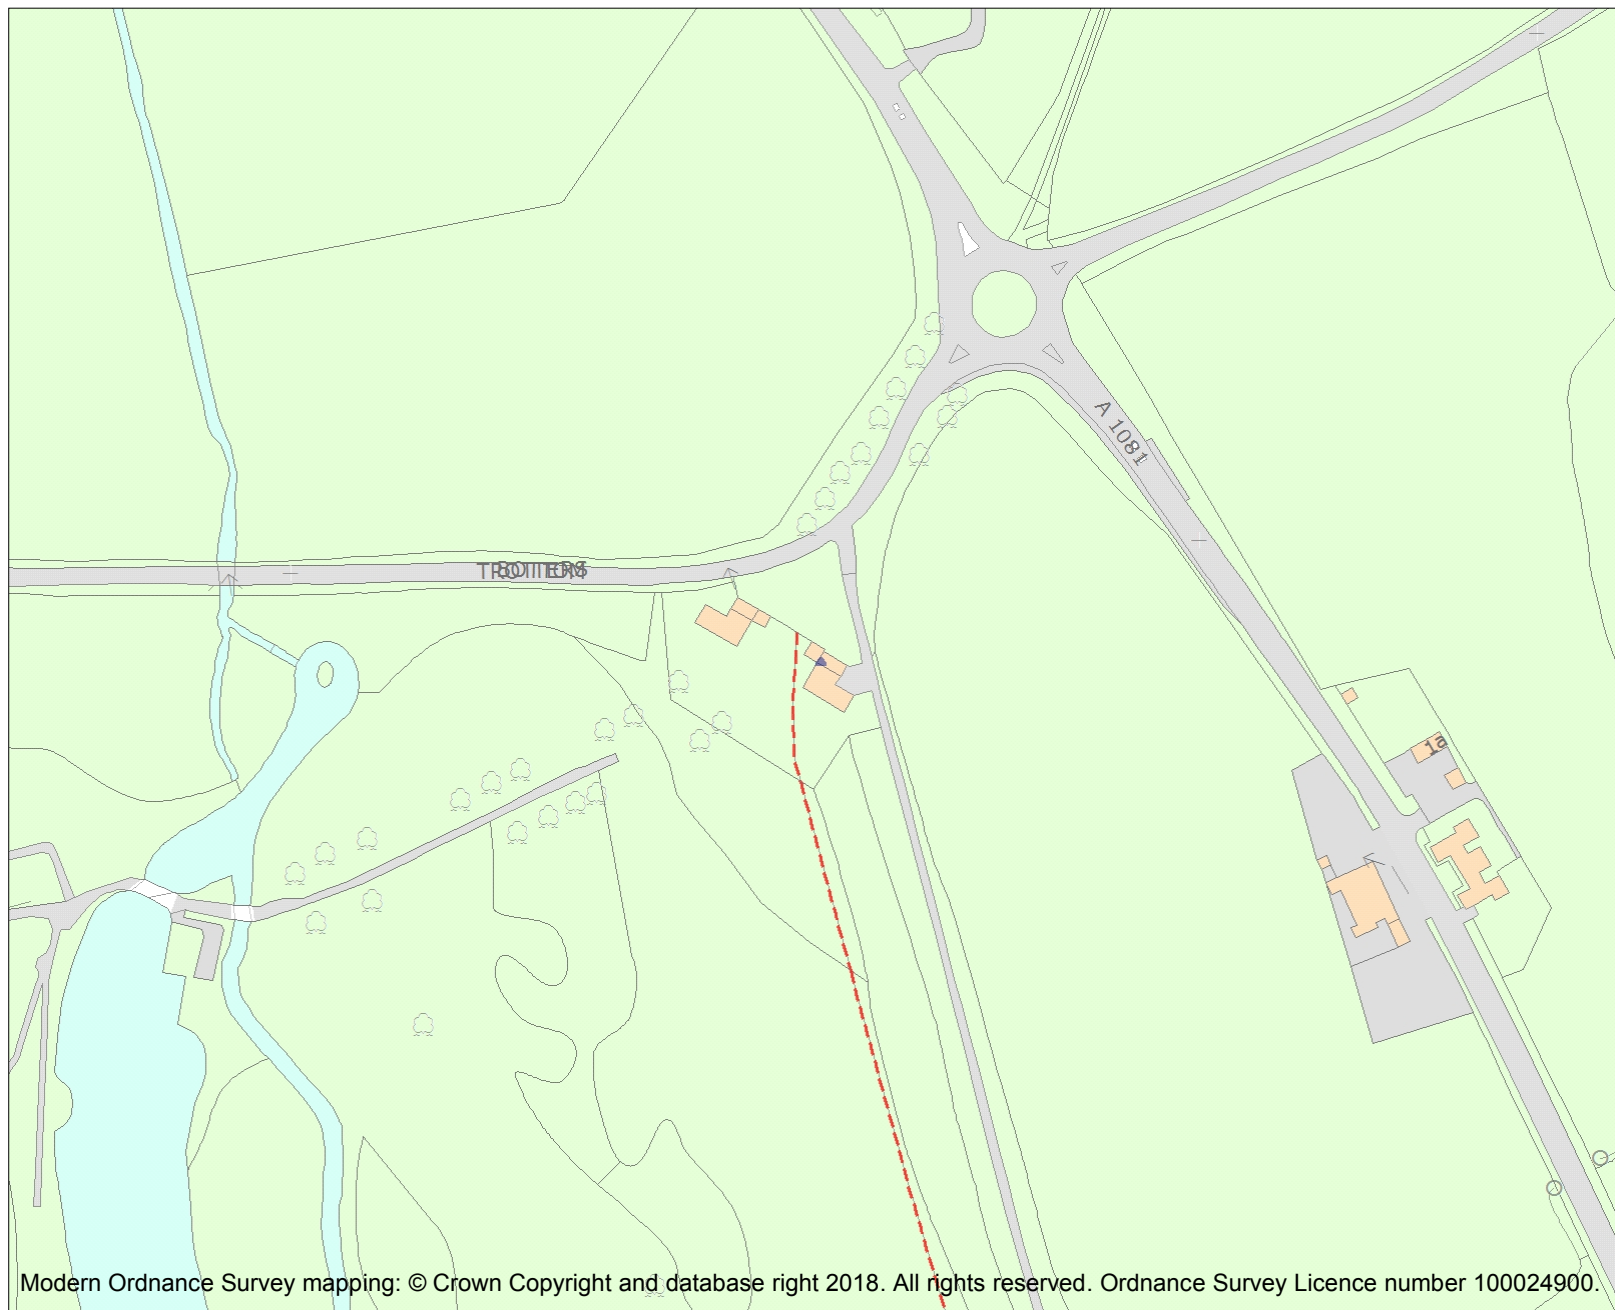 A 1081
1a
Modern Ordnance Survey mapping: © Crown Copyright and database right 2018. All rights reserved. Ordnance Survey Licence number 100024900.